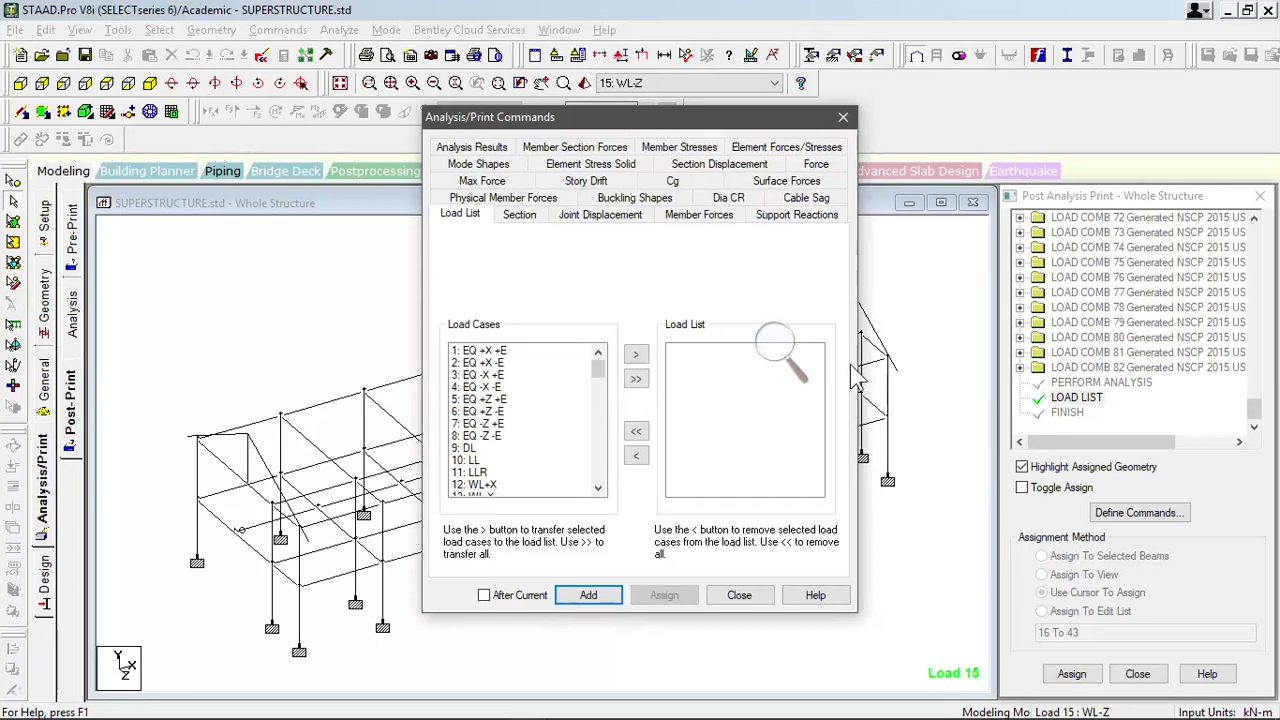 STAAD.Pro V8i (SELECTseries 6)/Academic - SUPERSTRUCTURE.std
File Edit View Tools Select Geometry Commands Analyze Mode Bentley Cloud Services Window Help
15: WL-Z
Modeling Building Planner Piping Bridge Deck Postprocessing
dvanced Slab Design Earthquake
SUPERSTRUCTURE.std - Whole Structure
Setup
Geometry
General
Analysis/Print
Design
Pre-Print
Analysis
Post-Print
Analysis/Print Commands
Analysis Results Member Section Forces Member Stresses Element Forces/Stresses
Mode Shapes Element Stress Solid Section Displacement Force
Max Force Story Drift Cg Surface Forces
Physical Member Forces Buckling Shapes Dia CR Cable Sag
Load List Section Joint Displacement Member Forces Support Reactions
Load Cases
1: EQ +X +E
2: EQ +X -E
3: EQ -X +E
4: EQ -X -E
5: EQ +Z +E
6: EQ +Z -E
7: EQ -Z +E
8: EQ -Z -E
9: DL
10: LL
11: LLR
12: WL+X
>
>>
<<
<
Load List
Use the > button to transfer selected
load cases to the load list. Use >> to
transfer all.
Use the < button to remove selected load
cases from the load list. Use << to remove
all.
After Current Add Assign Close Help
Post Analysis Print - Whole Structure
LOAD COMB 72 Generated NSCP 2015 US
LOAD COMB 73 Generated NSCP 2015 US
LOAD COMB 74 Generated NSCP 2015 US
LOAD COMB 75 Generated NSCP 2015 US
LOAD COMB 76 Generated NSCP 2015 US
LOAD COMB 77 Generated NSCP 2015 US
LOAD COMB 78 Generated NSCP 2015 US
LOAD COMB 79 Generated NSCP 2015 US
LOAD COMB 80 Generated NSCP 2015 US
LOAD COMB 81 Generated NSCP 2015 US
LOAD COMB 82 Generated NSCP 2015 US
PERFORM ANALYSIS
LOAD LIST
FINISH
Highlight Assigned Geometry
Toggle Assign
Define Commands...
Assignment Method
Assign To Selected Beams
Assign To View
Use Cursor To Assign
Assign To Edit List
16 To 43
Assign Close Help
Y
X
Z
Load 15
For Help, press F1
Modeling Mo Load 15 : WL-Z Input Units: kN-m